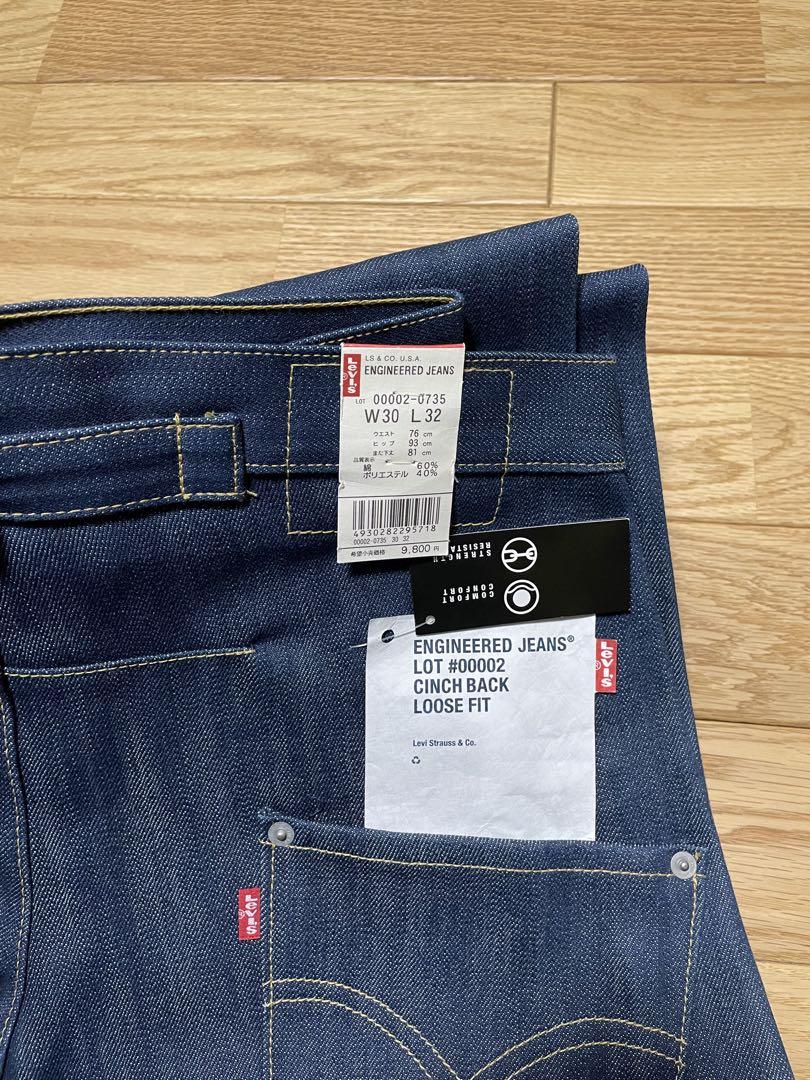 Levi's®
LS & CO. U.S.A.
ENGINEERED JEANS
LOT 00002-0735
W30 L32
ウエスト 76 cm
ヒップ 93 cm
また下丈 81 cm
品質表示
綿 60%
ポリエステル 40%
4930282295718
00002-0735 30 32
希望小売価格 9,800 円
STRENGTH
RESISTA
COMFORT
CONFORT
ENGINEERED JEANS®
LOT #00002
CINCH BACK
LOOSE FIT
Levi Strauss & Co.
Levi's®
Levi's®